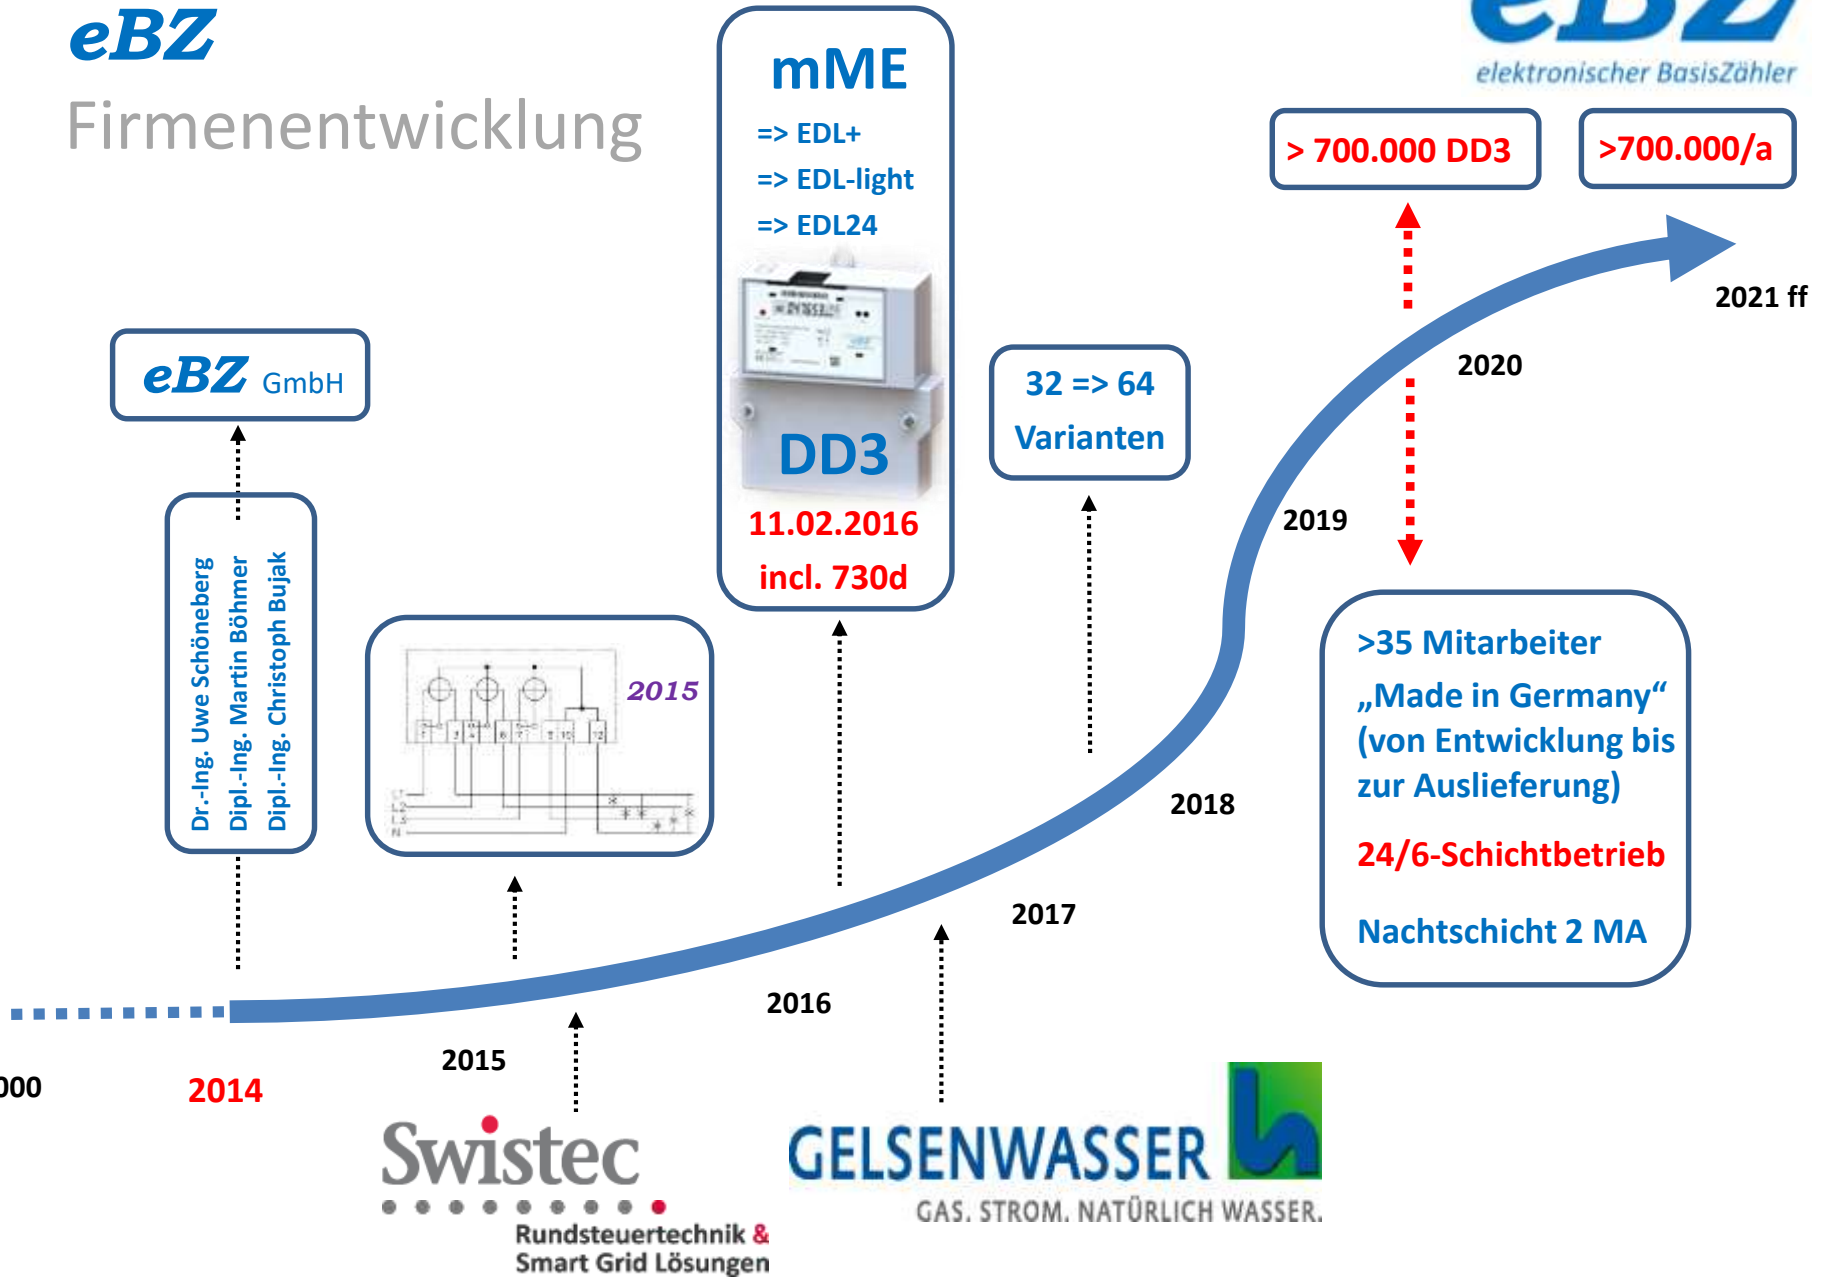 eBZ
Firmenentwicklung
eBZ
elektronischer BasisZähler
mME
=> EDL+
=> EDL-light
=> EDL24
DD3
11.02.2016
incl. 730d
> 700.000 DD3
>700.000/a
eBZ GmbH
Dr.-Ing. Uwe Schöneberg
Dipl.-Ing. Martin Böhmer
Dipl.-Ing. Christoph Bujak
2015
L2
L3
N
32 => 64
Varianten
>35 Mitarbeiter
„Made in Germany“
(von Entwicklung bis
zur Auslieferung)
24/6-Schichtbetrieb
Nachtschicht 2 MA
000
2014
2015
2016
2017
2018
2019
2020
2021 ff
Swistec
Rundsteuertechnik &
Smart Grid Lösungen
GELSENWASSER
GAS. STROM. NATÜRLICH WASSER.